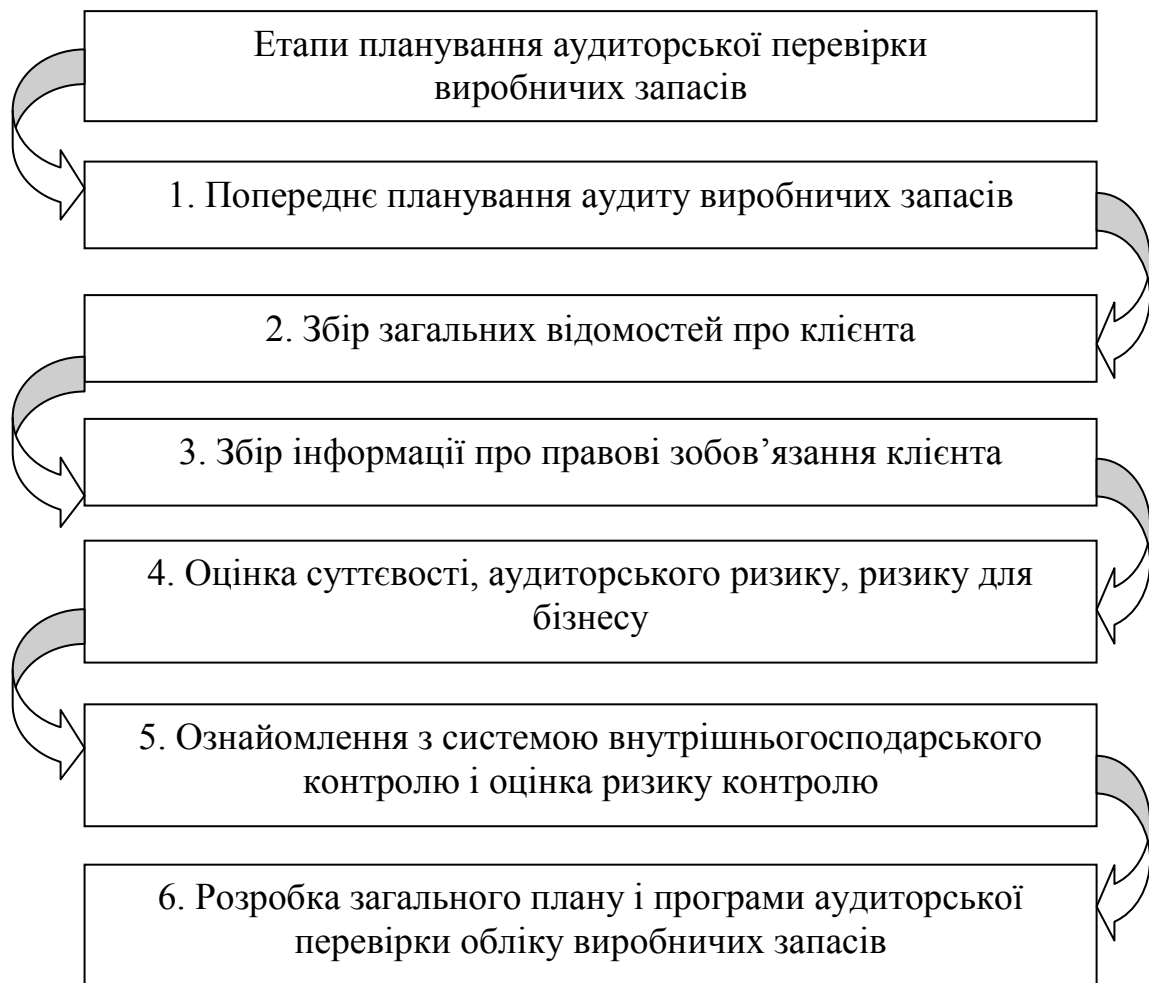 Етапи планування аудиторської перевірки
виробничих запасів
1. Попереднє планування аудиту виробничих запасів
2. Збір загальних відомостей про клієнта
3. Збір інформації про правові зобов’язання клієнта
4. Оцінка суттєвості, аудиторського ризику, ризику для
бізнесу
5. Ознайомлення з системою внутрішньогосподарського
контролю і оцінка ризику контролю
6. Розробка загального плану і програми аудиторської
перевірки обліку виробничих запасів